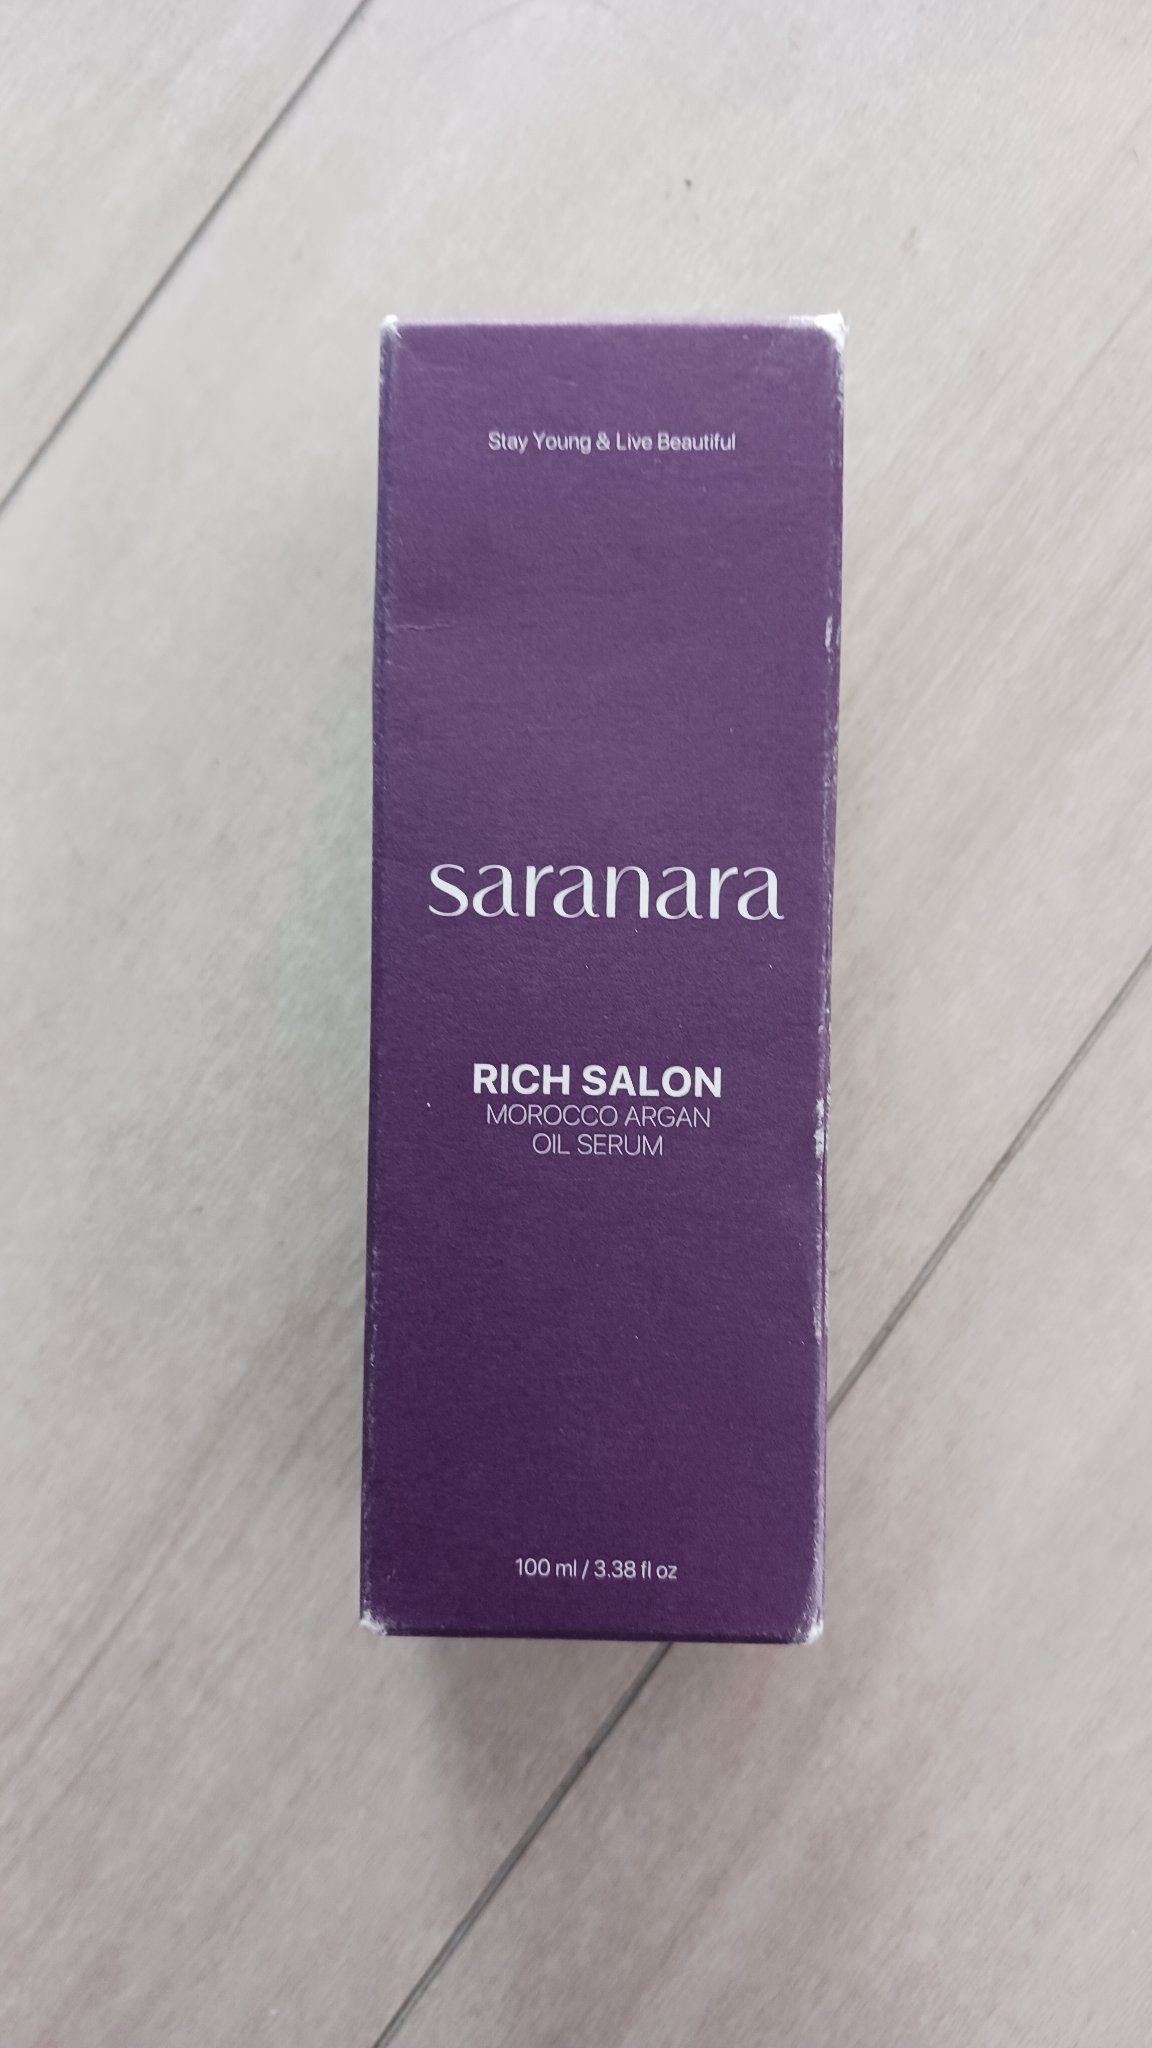 Stay Young & Live Beautiful
saranara
RICH SALON
MOROCCO ARGAN
OIL SERUM
100 ml / 3.38 fl oz